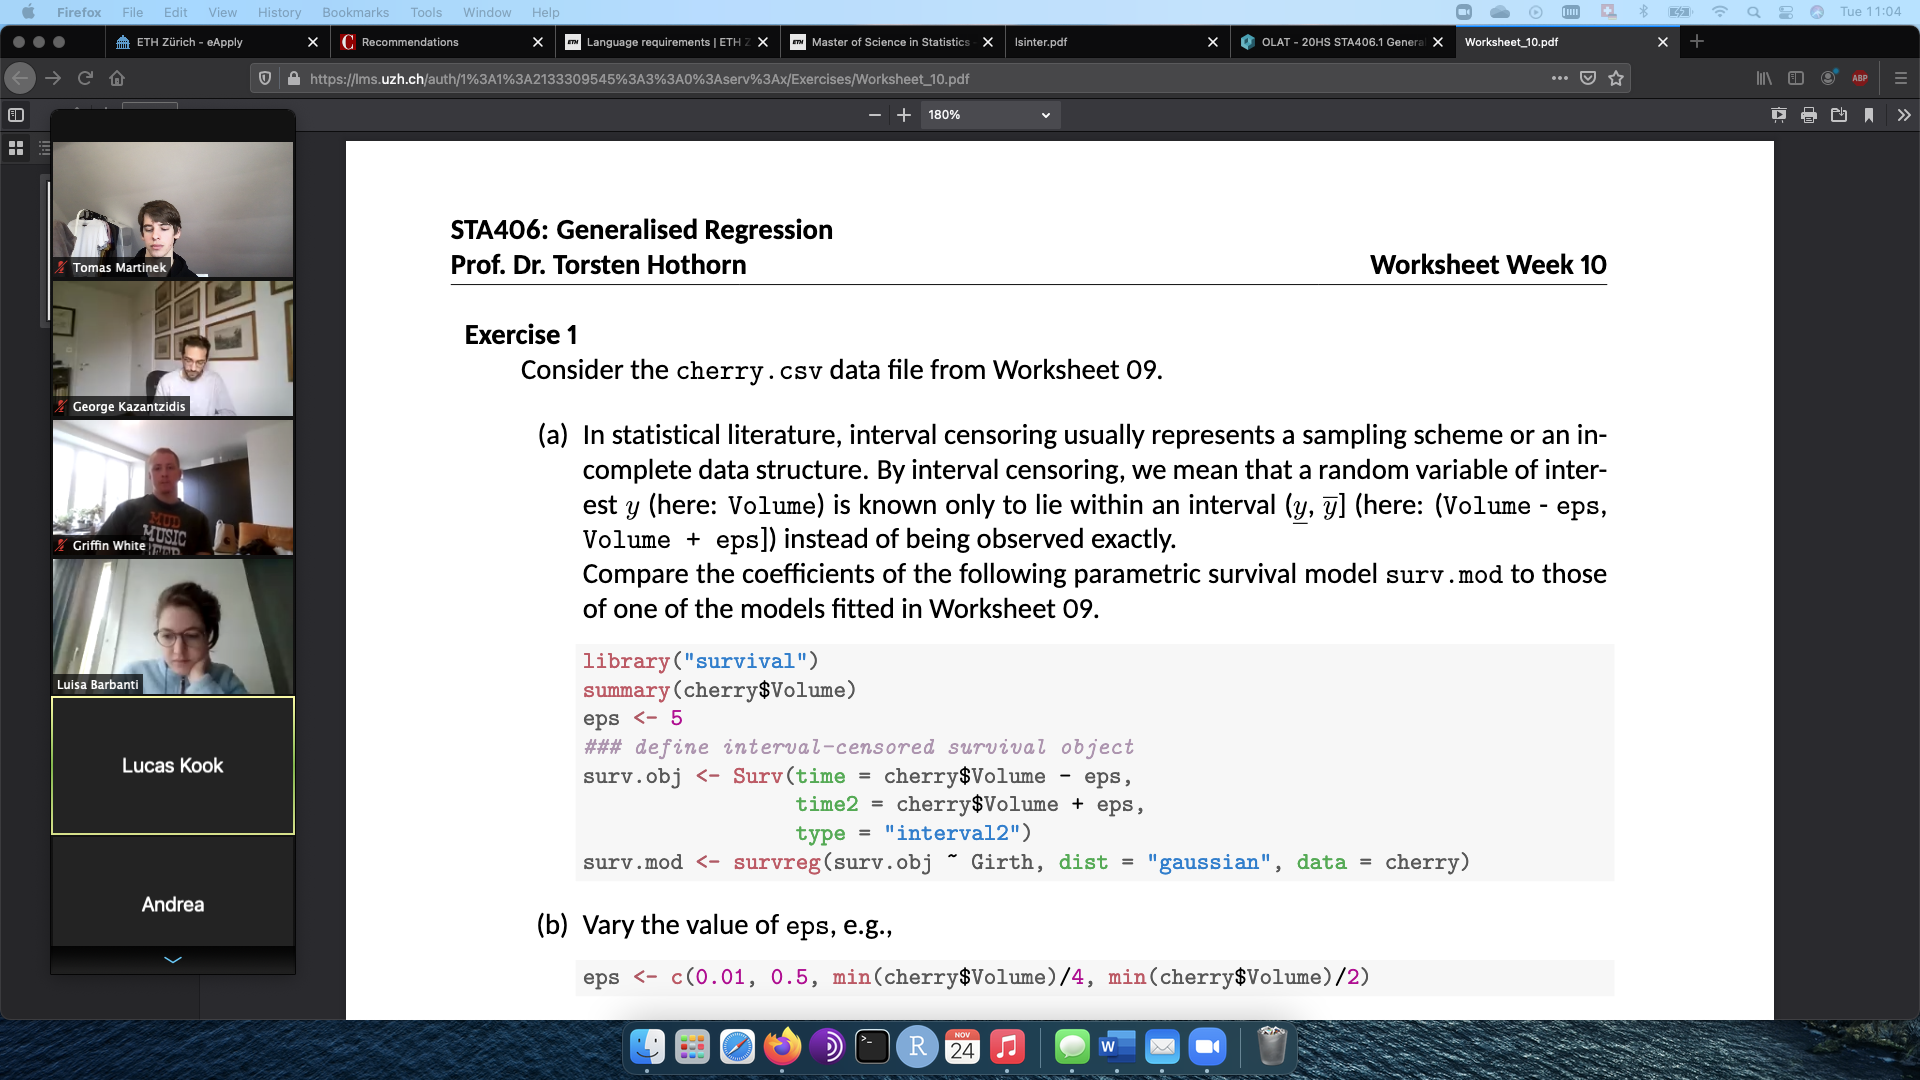 Firefox File Edit View History Bookmarks Tools Window Help Tue 11:04
ETH Zürich - eApply Recommendations Language requirements | ETH Z Master of Science in Statistics - lsinter.pdf OLAT - 20HS STA406.1 Genera Worksheet_10.pdf
https://lms.uzh.ch/auth/1%3A1%3A2133309545%3A3%3A0%3Aserv%3Ax/Exercises/Worksheet_10.pdf ABP
180%
Tomas Martinek
George Kazantzidis
MUD
MUSIC
Griffin White
Luisa Barbanti
Lucas Kook
Andrea
STA406: Generalised Regression
Prof. Dr. Torsten Hothorn Worksheet Week 10
Exercise 1
Consider the cherry.csv data file from Worksheet 09.
(a) In statistical literature, interval censoring usually represents a sampling scheme or an in-
complete data structure. By interval censoring, we mean that a random variable of inter-
est y (here: Volume) is known only to lie within an interval (y̲, y̅] (here: (Volume - eps,
Volume + eps]) instead of being observed exactly.
Compare the coefficients of the following parametric survival model surv.mod to those
of one of the models fitted in Worksheet 09.
library("survival")
summary(cherry$Volume)
eps <- 5
### define interval-censored survival object
surv.obj <- Surv(time = cherry$Volume - eps,
time2 = cherry$Volume + eps,
type = "interval2")
surv.mod <- survreg(surv.obj ~ Girth, dist = "gaussian", data = cherry)
(b) Vary the value of eps, e.g.,
eps <- c(0.01, 0.5, min(cherry$Volume)/4, min(cherry$Volume)/2)
R NOV 24 W